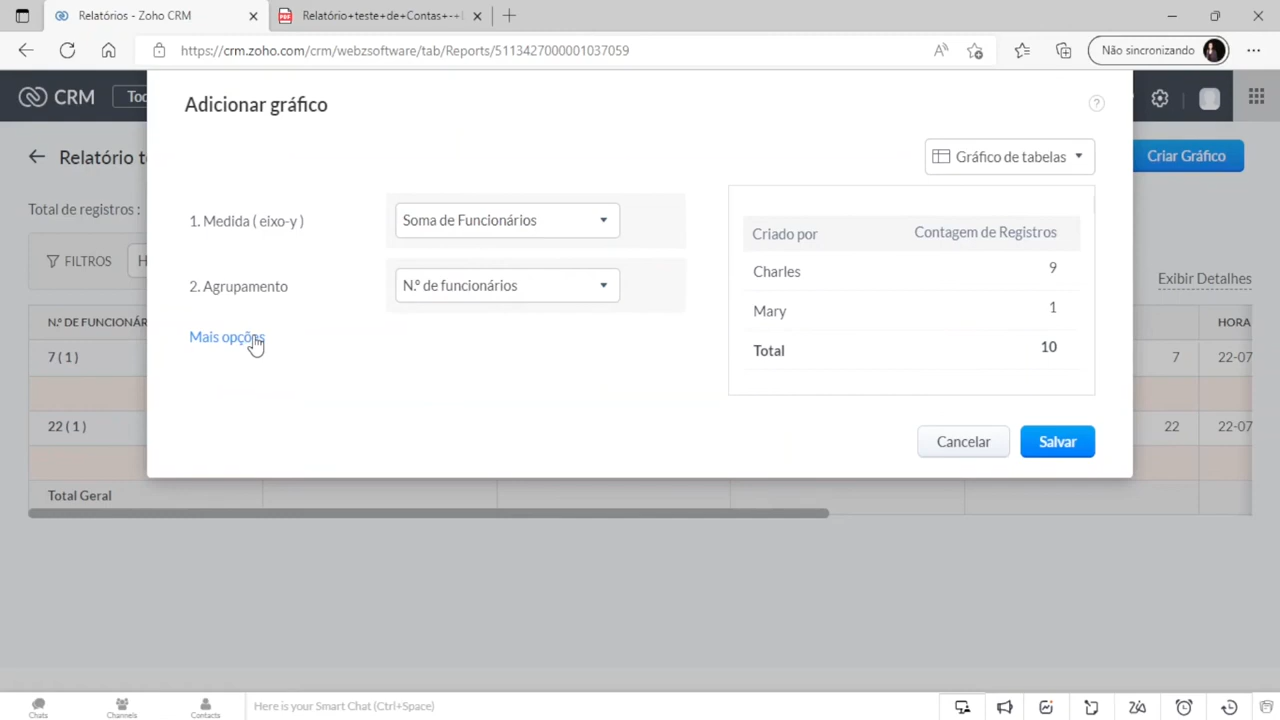 Relatórios - Zoho CRM
Relatório+teste+de+Contas+-+
https://crm.zoho.com/crm/webzsoftware/tab/Reports/5113427000001037059
Não sincronizando
CRM
Adicionar gráfico
Relatório t
Gráfico de tabelas
Criar Gráfico
Total de registros :
1. Medida ( eixo-y )
Soma de Funcionários
Criado por
Contagem de Registros
FILTROS
H
2. Agrupamento
N.º de funcionários
Charles
9
Exibir Detalhes
Mary
1
N.º DE FUNCIONÁR
HORA
Mais opções
Total
10
7 ( 1 )
7
22-07
22 ( 1 )
22
22-07
Cancelar
Salvar
Total Geral
Chats
Channels
Contacts
Here is your Smart Chat (Ctrl+Space)